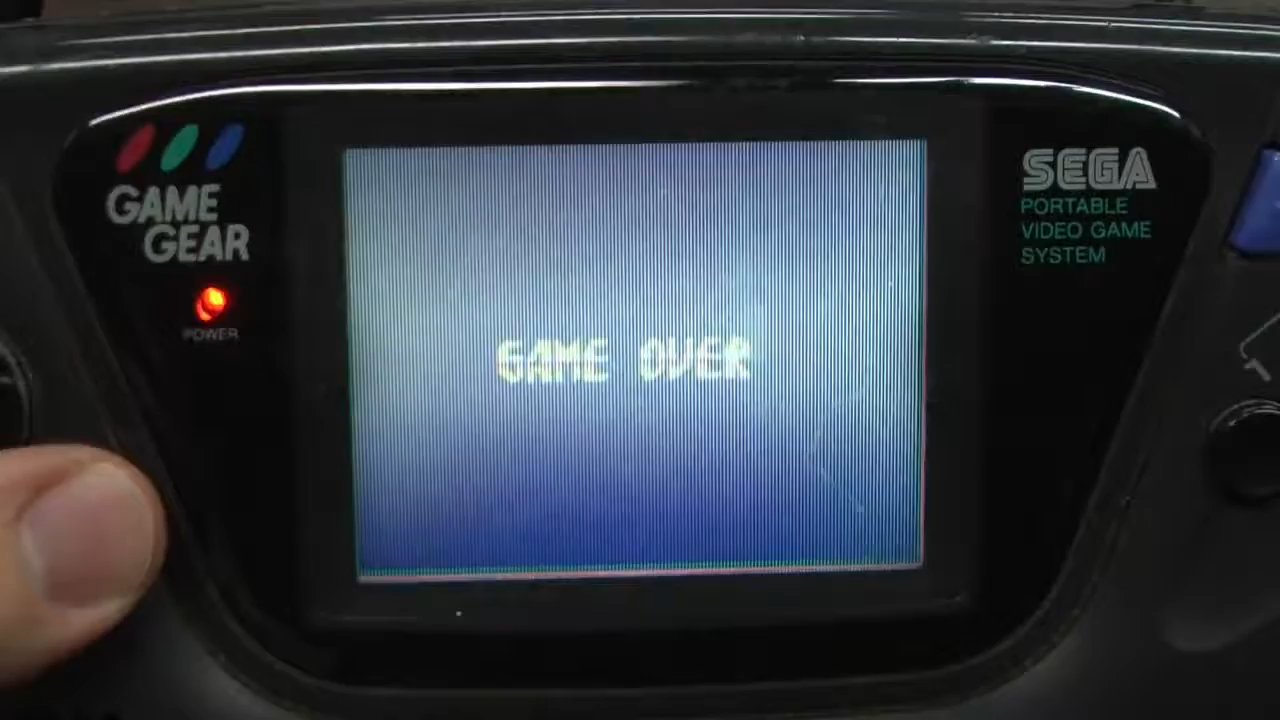 GAME
GEAR
POWER
GAME OVER
SEGA
PORTABLE
VIDEO GAME
SYSTEM